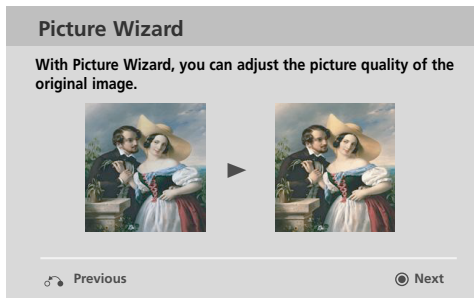 Picture Wizard
With Picture Wizard, you can adjust the picture quality of the
original image.
Previous
Next